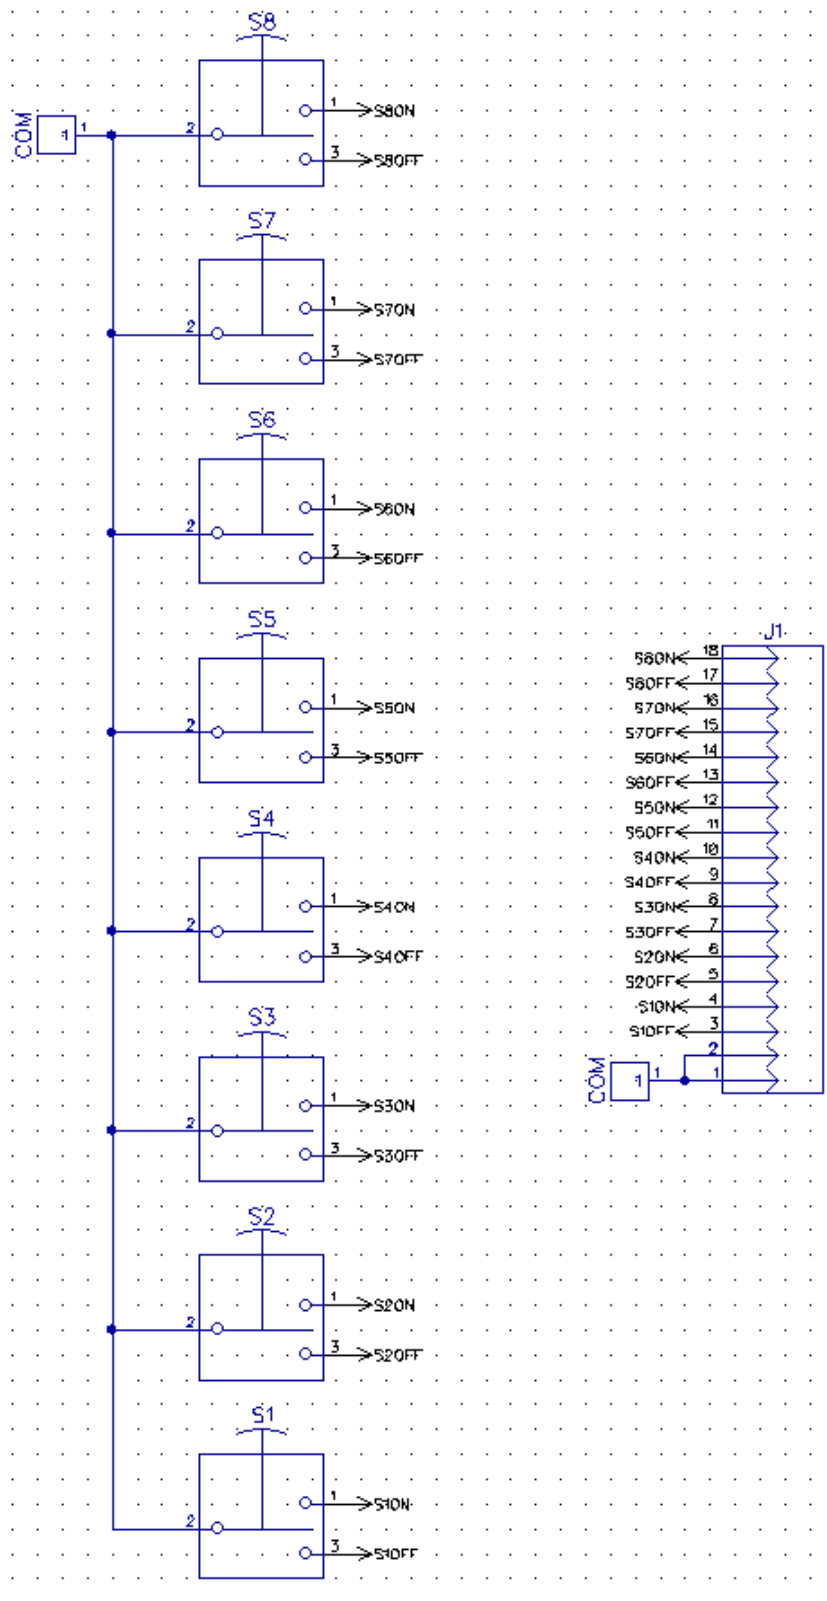 S8
1 S8ON
COM 1 1 2
3 S8OFF
S7
1 S7ON
2
3 S7OFF
S6
1 S6ON
2
3 S6OFF
S5
1 S5ON
2
3 S5OFF
S4
1 S4ON
2
3 S4OFF
S3
1 S3ON
2
3 S3OFF
S2
1 S2ON
2
3 S2OFF
S1
1 S1ON
2
3 S1OFF
J1
S8ON 18
S8OFF 17
S7ON 16
S7OFF 15
S6ON 14
S6OFF 13
S5ON 12
S5OFF 11
S4ON 10
S4OFF 9
S3ON 8
S3OFF 7
S2ON 6
S2OFF 5
S1ON 4
S1OFF 3
2
COM 1 1 1